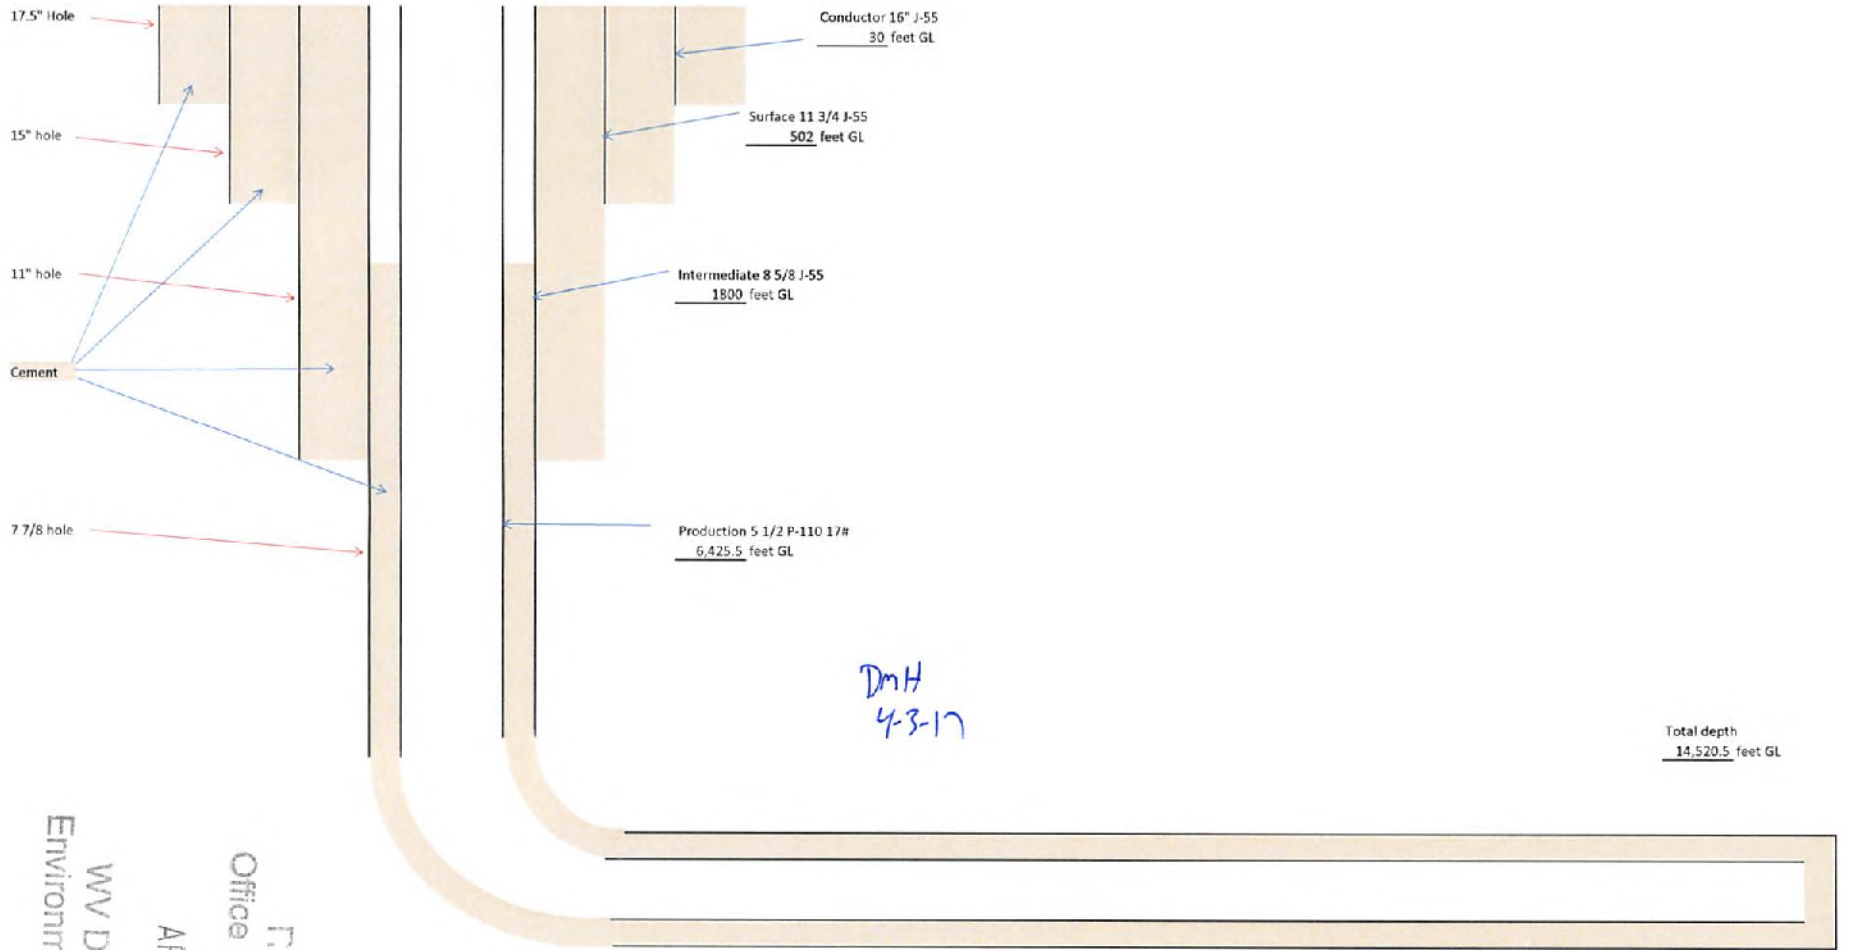 17.5" Hole
Conductor 16" J-55
30 feet GL
Surface 11 3/4 J-55
502 feet GL
15" hole
11" hole
Intermediate 8 5/8 J-55
1800 feet GL
Cement
7 7/8 hole
Production 5 1/2 P-110 17#
6,425.5 feet GL
DmH
4-3-17
Total depth
14,520.5 feet GL
Office
WV D
Environm